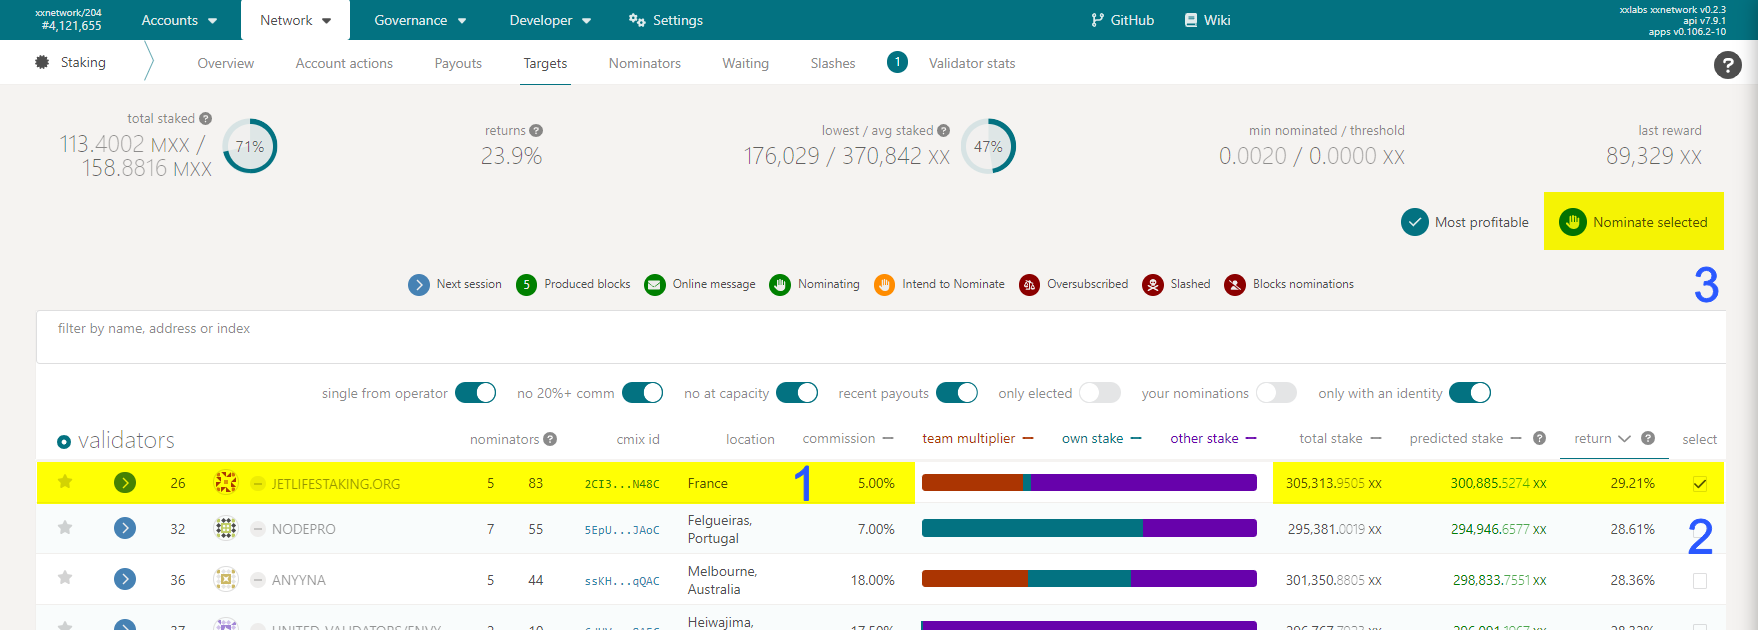 xxnetwork/204
#4,121,655
Accounts
Network
Governance
Developer
Settings
GitHub
Wiki
xxlabs xxnetwork v0.2.3
api v7.9.1
apps v0.106.2-10
Staking
Overview
Account actions
Payouts
Targets
Nominators
Waiting
Slashes
1
Validator stats
?
total staked ?
113.4002 MXX /
158.8816 MXX
71%
returns ?
23.9%
lowest / avg staked ?
176,029 / 370,842 XX
47%
min nominated / threshold
0.0020 / 0.0000 XX
last reward
89,329 XX
Most profitable
Nominate selected
Next session
5 Produced blocks
Online message
Nominating
Intend to Nominate
Oversubscribed
Slashed
Blocks nominations
3
filter by name, address or index
single from operator
no 20%+ comm
no at capacity
recent payouts
only elected
your nominations
only with an identity
validators nominators ? cmix id location commission team multiplier own stake other stake total stake predicted stake ? return ? select
26 JETLIFESTAKING.ORG 5 83 2CI3...N48C France 1 5.00% 305,313.9505 XX 300,885.5274 XX 29.21%
32 NODEPRO 7 55 5EpU...JAoC Felgueiras, 7.00% 295,381.0019 XX 294,946.6577 XX 28.61% 2
Portugal
36 ANYYNA 5 44 ssKH...qQAC Melbourne, 18.00% 301,350.8805 XX 298,833.7551 XX 28.36%
Australia
Heiwajima,